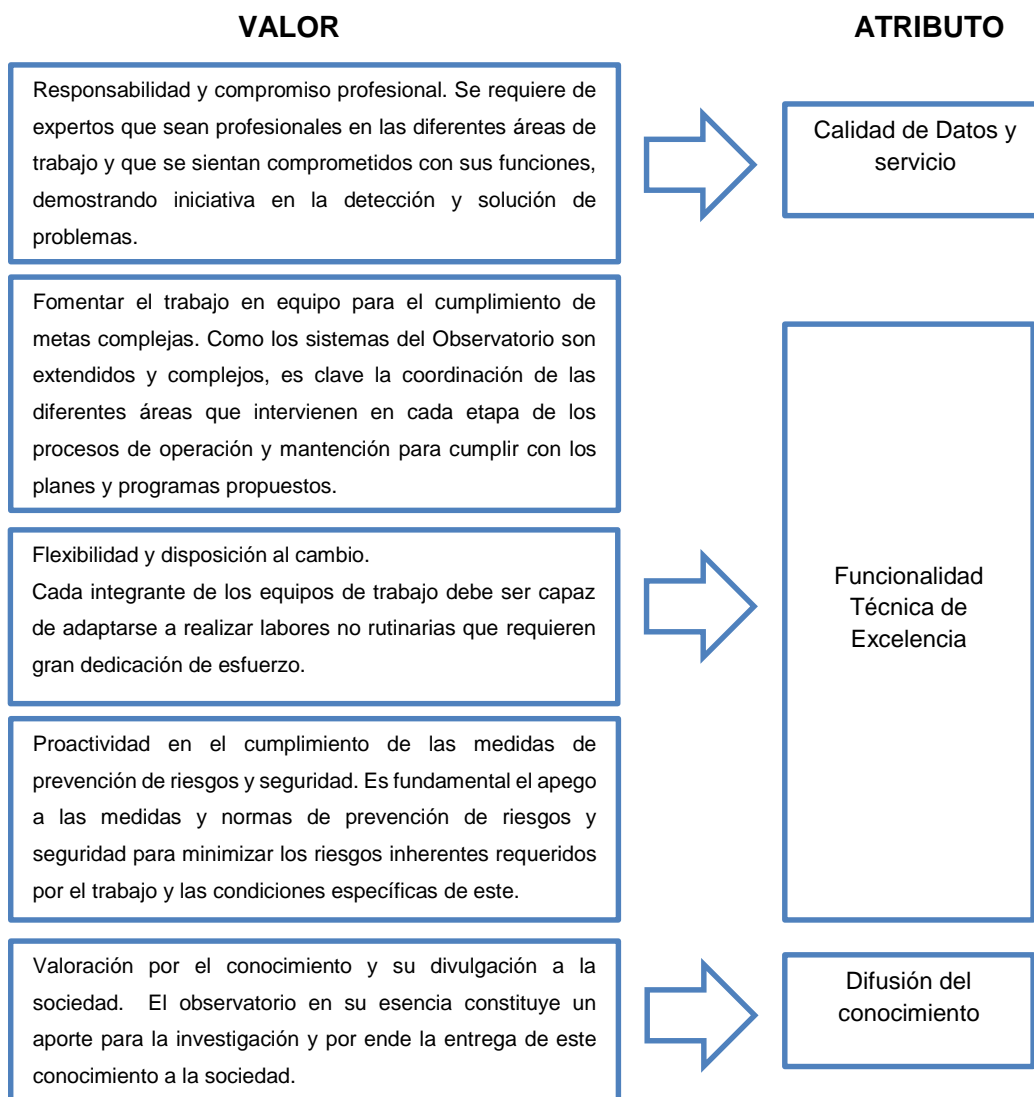 VALOR
ATRIBUTO
Responsabilidad y compromiso profesional. Se requiere de
expertos que sean profesionales en las diferentes áreas de
trabajo y que se sientan comprometidos con sus funciones,
demostrando iniciativa en la detección y solución de
problemas.
Calidad de Datos y
servicio
Fomentar el trabajo en equipo para el cumplimiento de
metas complejas. Como los sistemas del Observatorio son
extendidos y complejos, es clave la coordinación de las
diferentes áreas que intervienen en cada etapa de los
procesos de operación y mantención para cumplir con los
planes y programas propuestos.
Flexibilidad y disposición al cambio.
Cada integrante de los equipos de trabajo debe ser capaz
de adaptarse a realizar labores no rutinarias que requieren
gran dedicación de esfuerzo.
Proactividad en el cumplimiento de las medidas de
prevención de riesgos y seguridad. Es fundamental el apego
a las medidas y normas de prevención de riesgos y
seguridad para minimizar los riesgos inherentes requeridos
por el trabajo y las condiciones específicas de este.
Funcionalidad
Técnica de
Excelencia
Valoración por el conocimiento y su divulgación a la
sociedad. El observatorio en su esencia constituye un
aporte para la investigación y por ende la entrega de este
conocimiento a la sociedad.
Difusión del
conocimiento